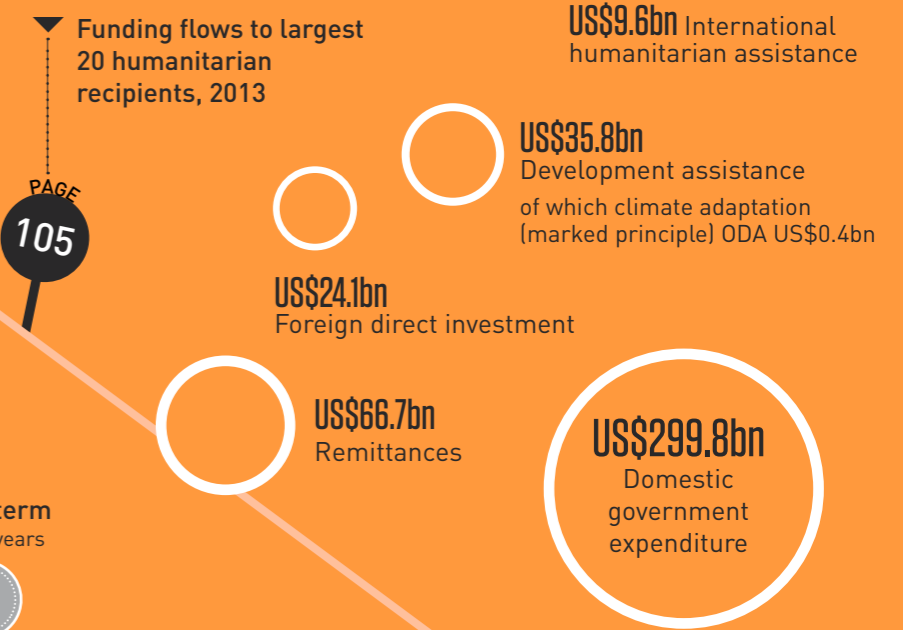 Funding flows to largest
20 humanitarian
recipients, 2013
PAGE
105
US$9.6bn International
humanitarian assistance
US$35.8bn
Development assistance
of which climate adaptation
(marked principle) ODA US$0.4bn
US$24.1bn
Foreign direct investment
US$66.7bn
Remittances
US$299.8bn
Domestic
government
expenditure
term
years